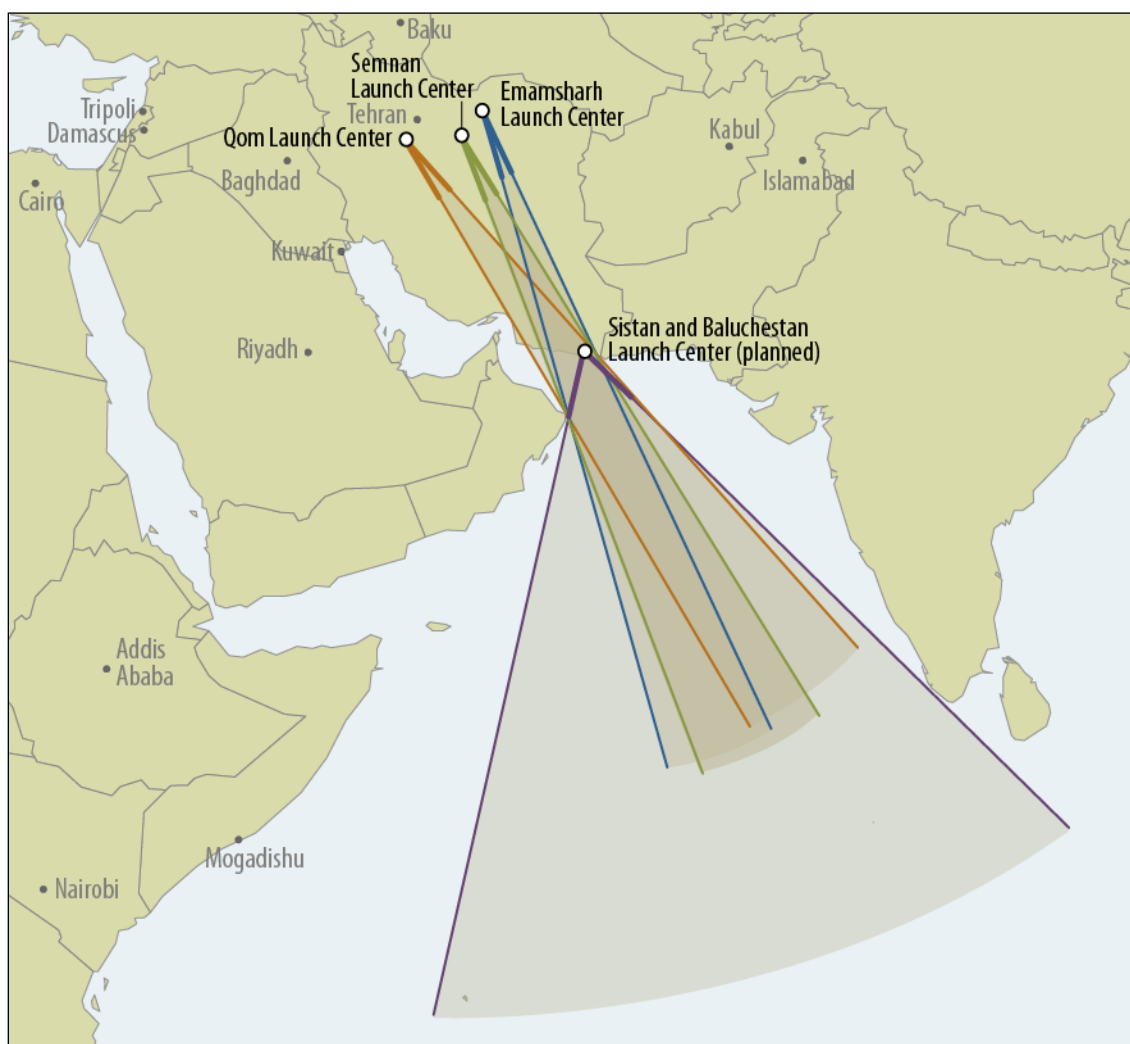 Baku
Semnan
Launch Center
Emamsharh
Launch Center
Tripoli
Tehran
Damascus
Qom Launch Center
Kabul
Baghdad
Islamabad
Cairo
Kuwait
Sistan and Baluchestan
Launch Center (planned)
Riyadh
Addis
Ababa
Mogadishu
Nairobi